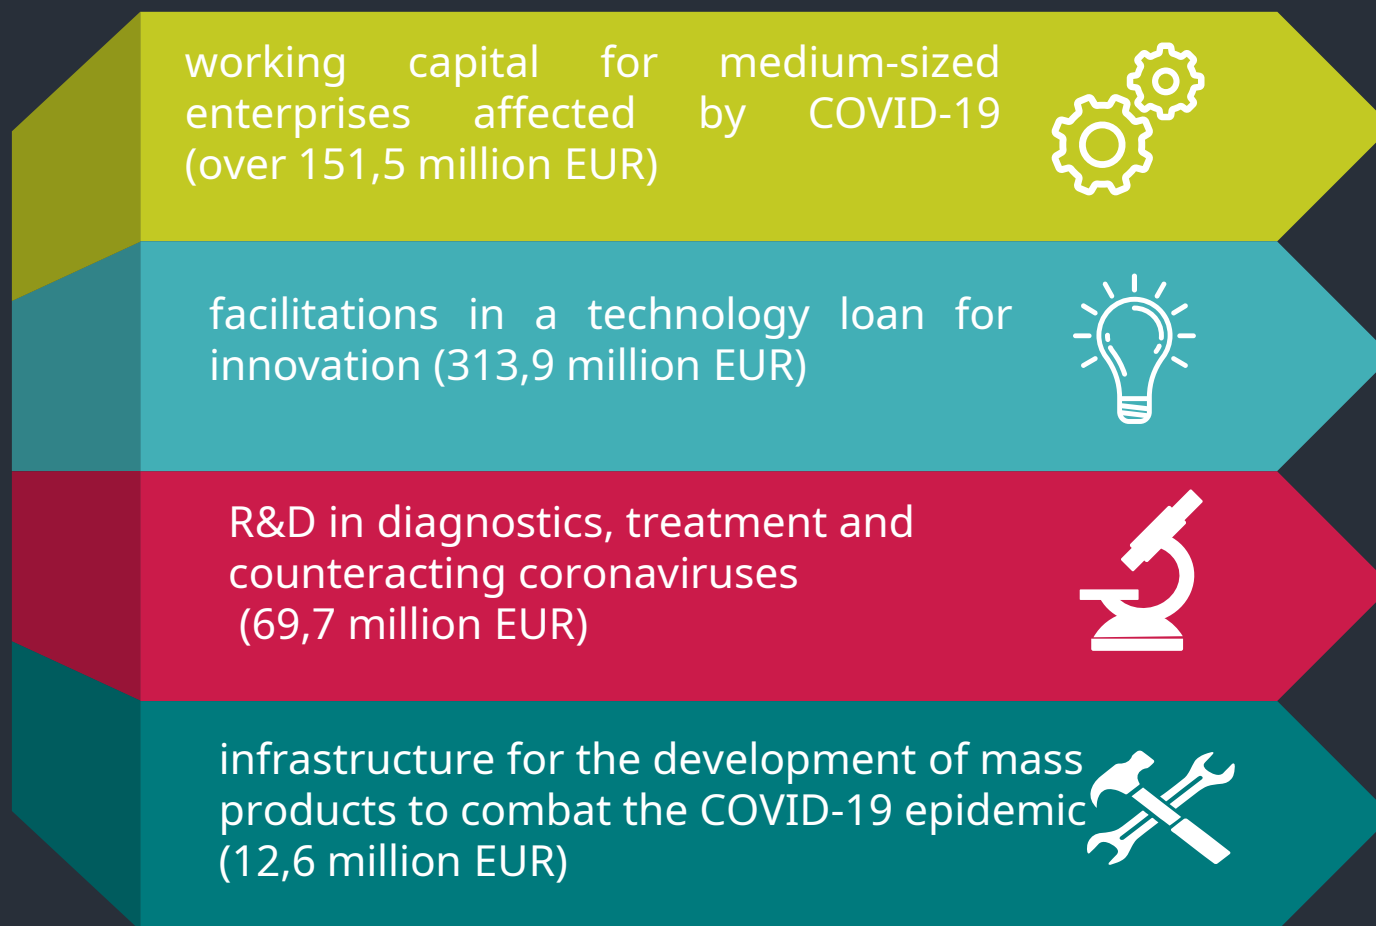 working capital for medium-sized
enterprises affected by COVID-19
(over 151,5 million EUR)
facilitations in a technology loan for
innovation (313,9 million EUR)
R&D in diagnostics, treatment and
counteracting coronaviruses
(69,7 million EUR)
infrastructure for the development of mass
products to combat the COVID-19 epidemic
(12,6 million EUR)